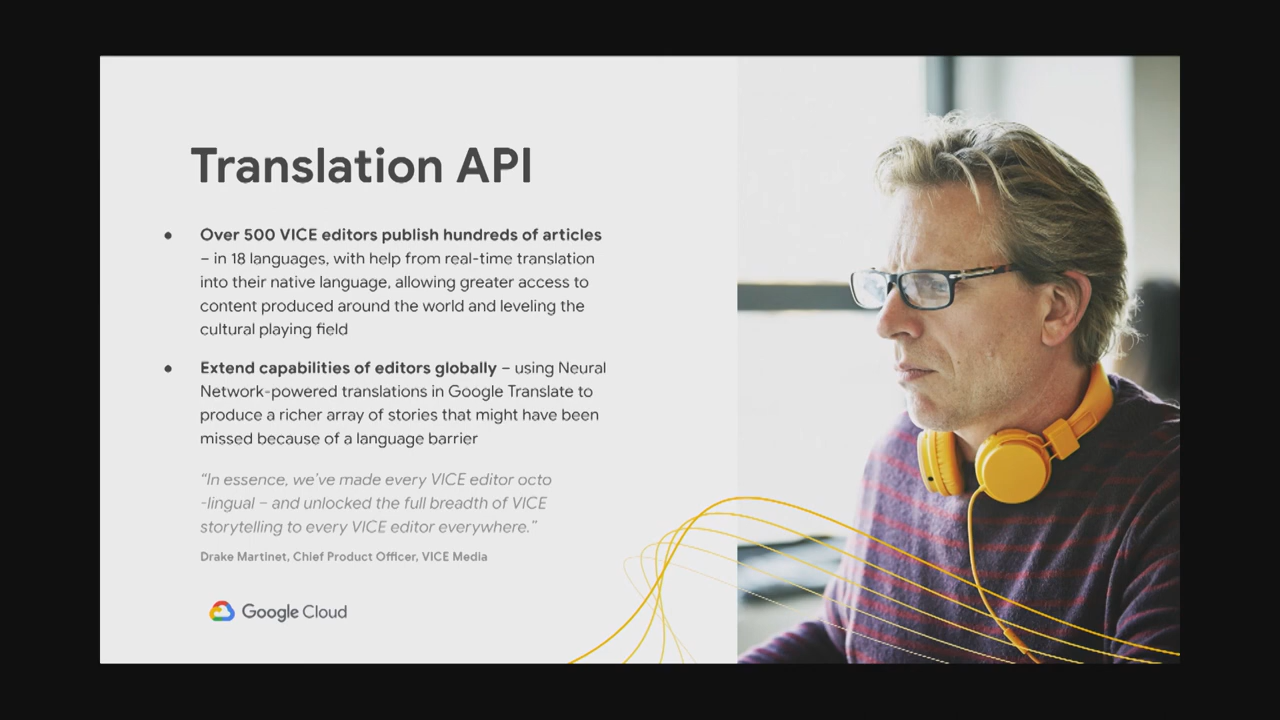 Translation API
● Over 500 VICE editors publish hundreds of articles
– in 18 languages, with help from real-time translation
into their native language, allowing greater access to
content produced around the world and leveling the
cultural playing field
● Extend capabilities of editors globally – using Neural
Network-powered translations in Google Translate to
produce a richer array of stories that might have been
missed because of a language barrier
“In essence, we’ve made every VICE editor octo
-lingual – and unlocked the full breadth of VICE
storytelling to every VICE editor everywhere.”
Drake Martinet, Chief Product Officer, VICE Media
Google Cloud